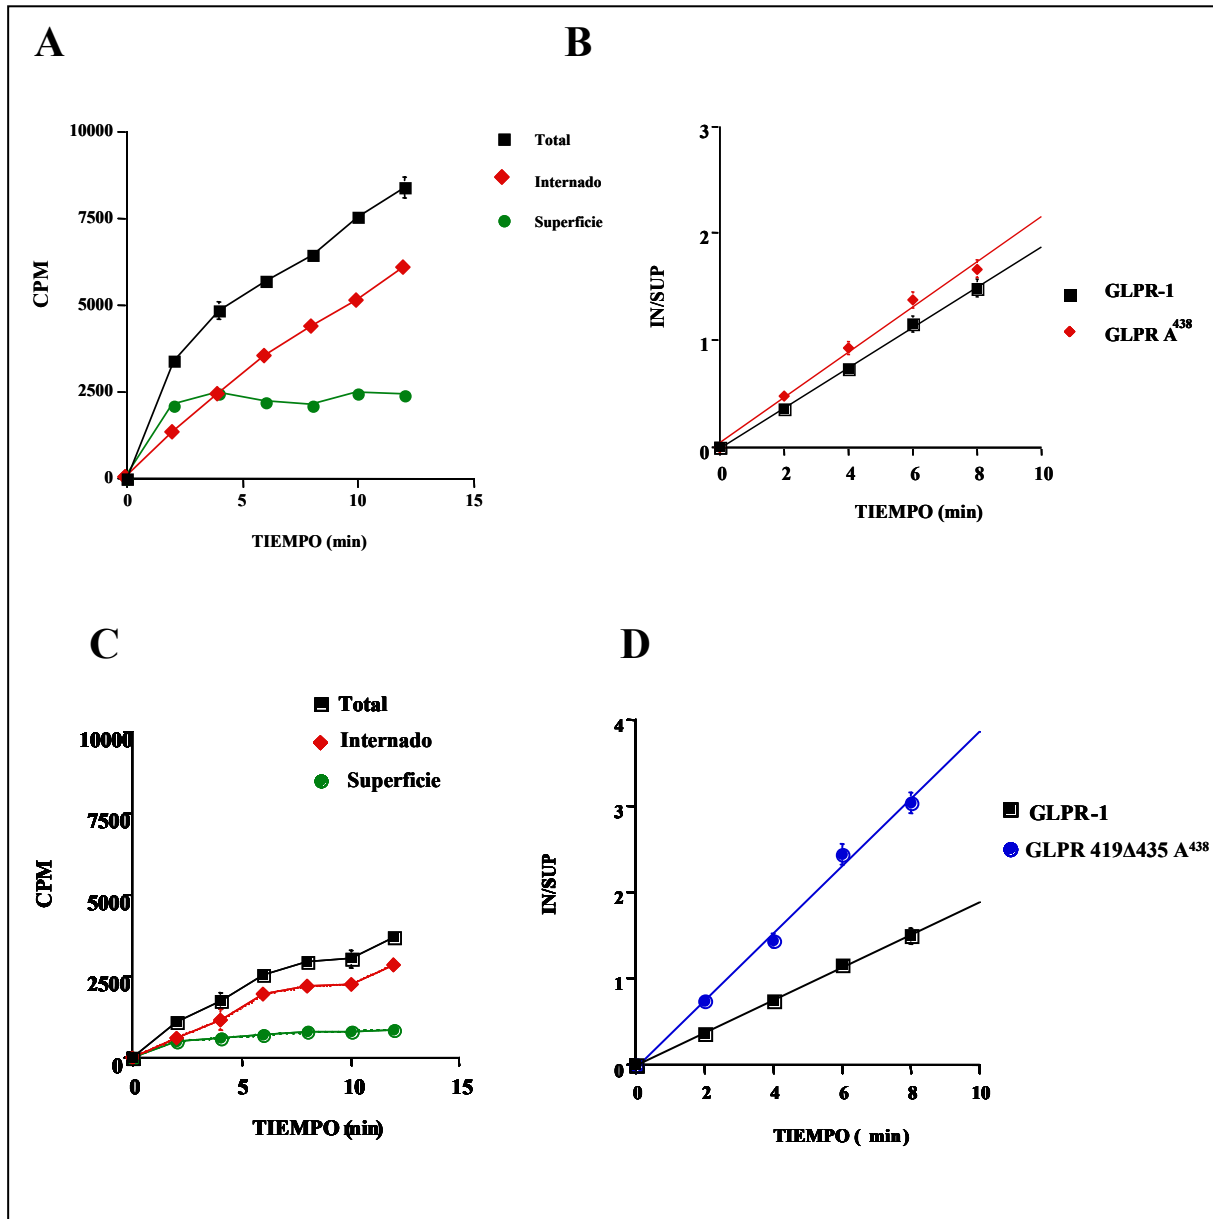 A
10000
7500
5000
2500
0
CPM
0
5
10
15
TIEMPO (min)
Total
Internado
Superficie
B
3
2
1
0
IN/SUP
0
2
4
6
8
10
TIEMPO (min)
GLPR-1
GLPR A438
C
Total
Internado
Superficie
10000
7500
5000
2500
0
CPM
0
5
10
15
TIEMPO (min)
D
4
3
2
1
0
IN/SUP
0
2
4
6
8
10
TIEMPO ( min)
GLPR-1
GLPR 419Δ435 A438